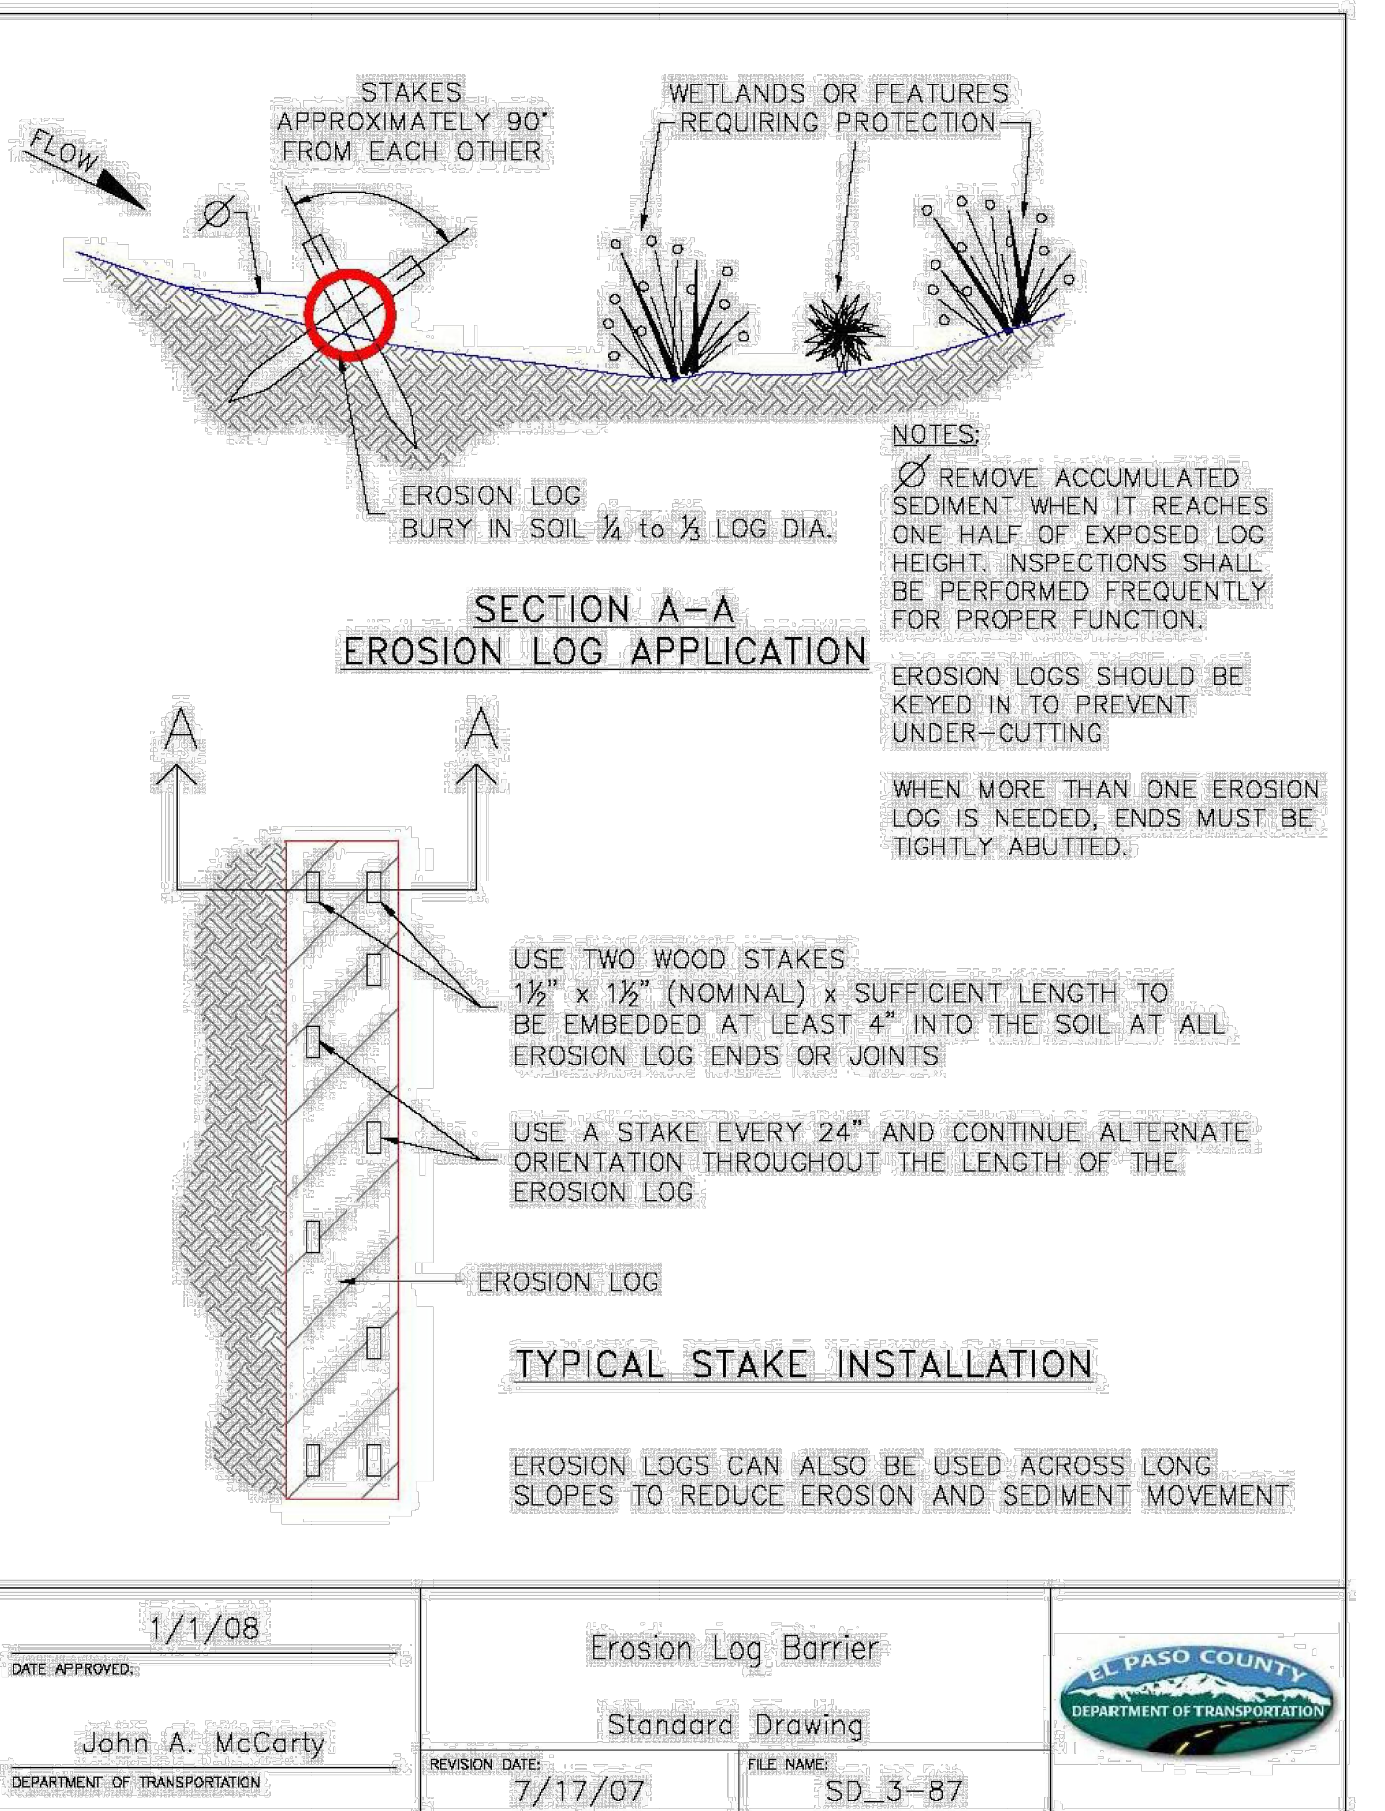 STAKES
APPROXIMATELY 90°
FROM EACH OTHER
WETLANDS OR FEATURES
REQUIRING PROTECTION
FLOW
Ø
NOTES:
Ø REMOVE ACCUMULATED
SEDIMENT WHEN IT REACHES
ONE HALF OF EXPOSED LOG
HEIGHT. INSPECTIONS SHALL
BE PERFORMED FREQUENTLY
FOR PROPER FUNCTION.
EROSION LOGS SHOULD BE
KEYED IN TO PREVENT
UNDER-CUTTING
WHEN MORE THAN ONE EROSION
LOG IS NEEDED, ENDS MUST BE
TIGHTLY ABUTTED.
EROSION LOG
BURY IN SOIL ¼ to ⅓ LOG DIA.
SECTION A-A
EROSION LOG APPLICATION
A A
USE TWO WOOD STAKES
1½" x 1½" (NOMINAL) x SUFFICIENT LENGTH TO
BE EMBEDDED AT LEAST 4" INTO THE SOIL AT ALL
EROSION LOG ENDS OR JOINTS
USE A STAKE EVERY 24" AND CONTINUE ALTERNATE
ORIENTATION THROUGHOUT THE LENGTH OF THE
EROSION LOG
EROSION LOG
TYPICAL STAKE INSTALLATION
EROSION LOGS CAN ALSO BE USED ACROSS LONG
SLOPES TO REDUCE EROSION AND SEDIMENT MOVEMENT
1/1/08
DATE APPROVED:
John A. McCarty
DEPARTMENT OF TRANSPORTATION
Erosion Log Barrier
Standard Drawing
REVISION DATE:
7/17/07
FILE NAME:
SD_3-87
EL PASO COUNTY
DEPARTMENT OF TRANSPORTATION